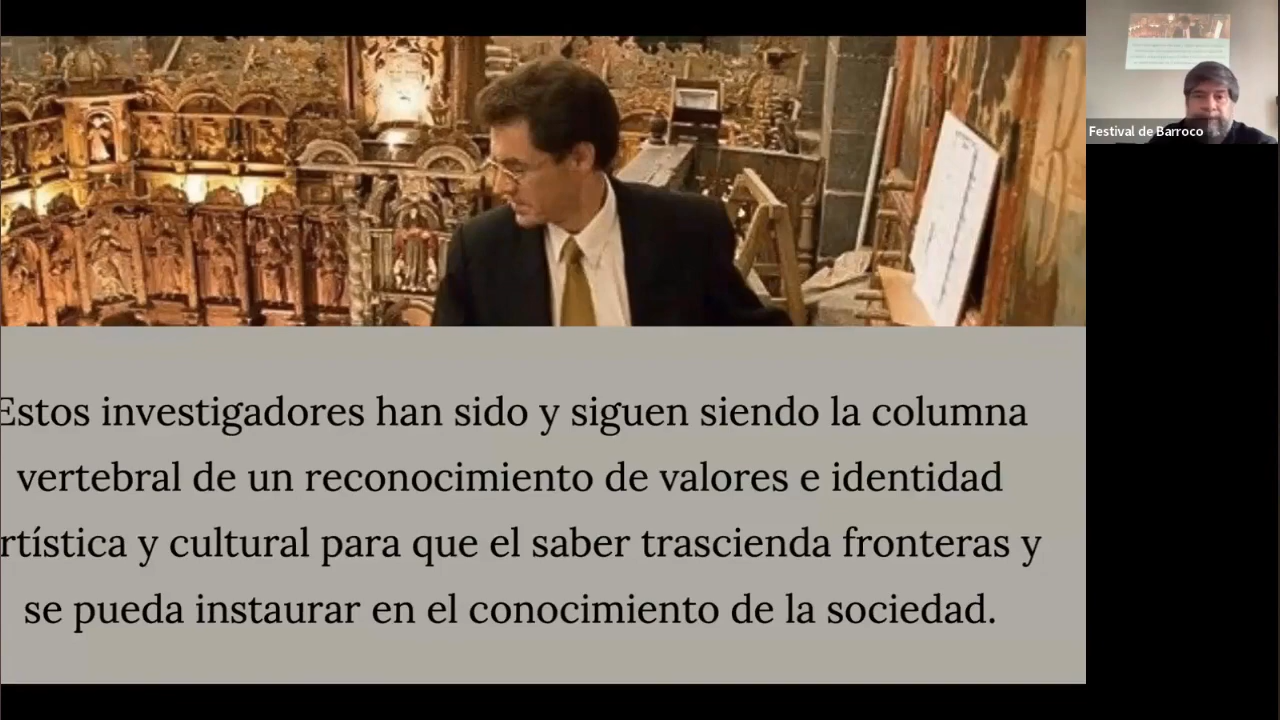 Estos investigadores han sido y siguen siendo la columna
vertebral de un reconocimiento de valores e identidad
rtística y cultural para que el saber trascienda fronteras y
se pueda instaurar en el conocimiento de la sociedad.
Festival de Barroco